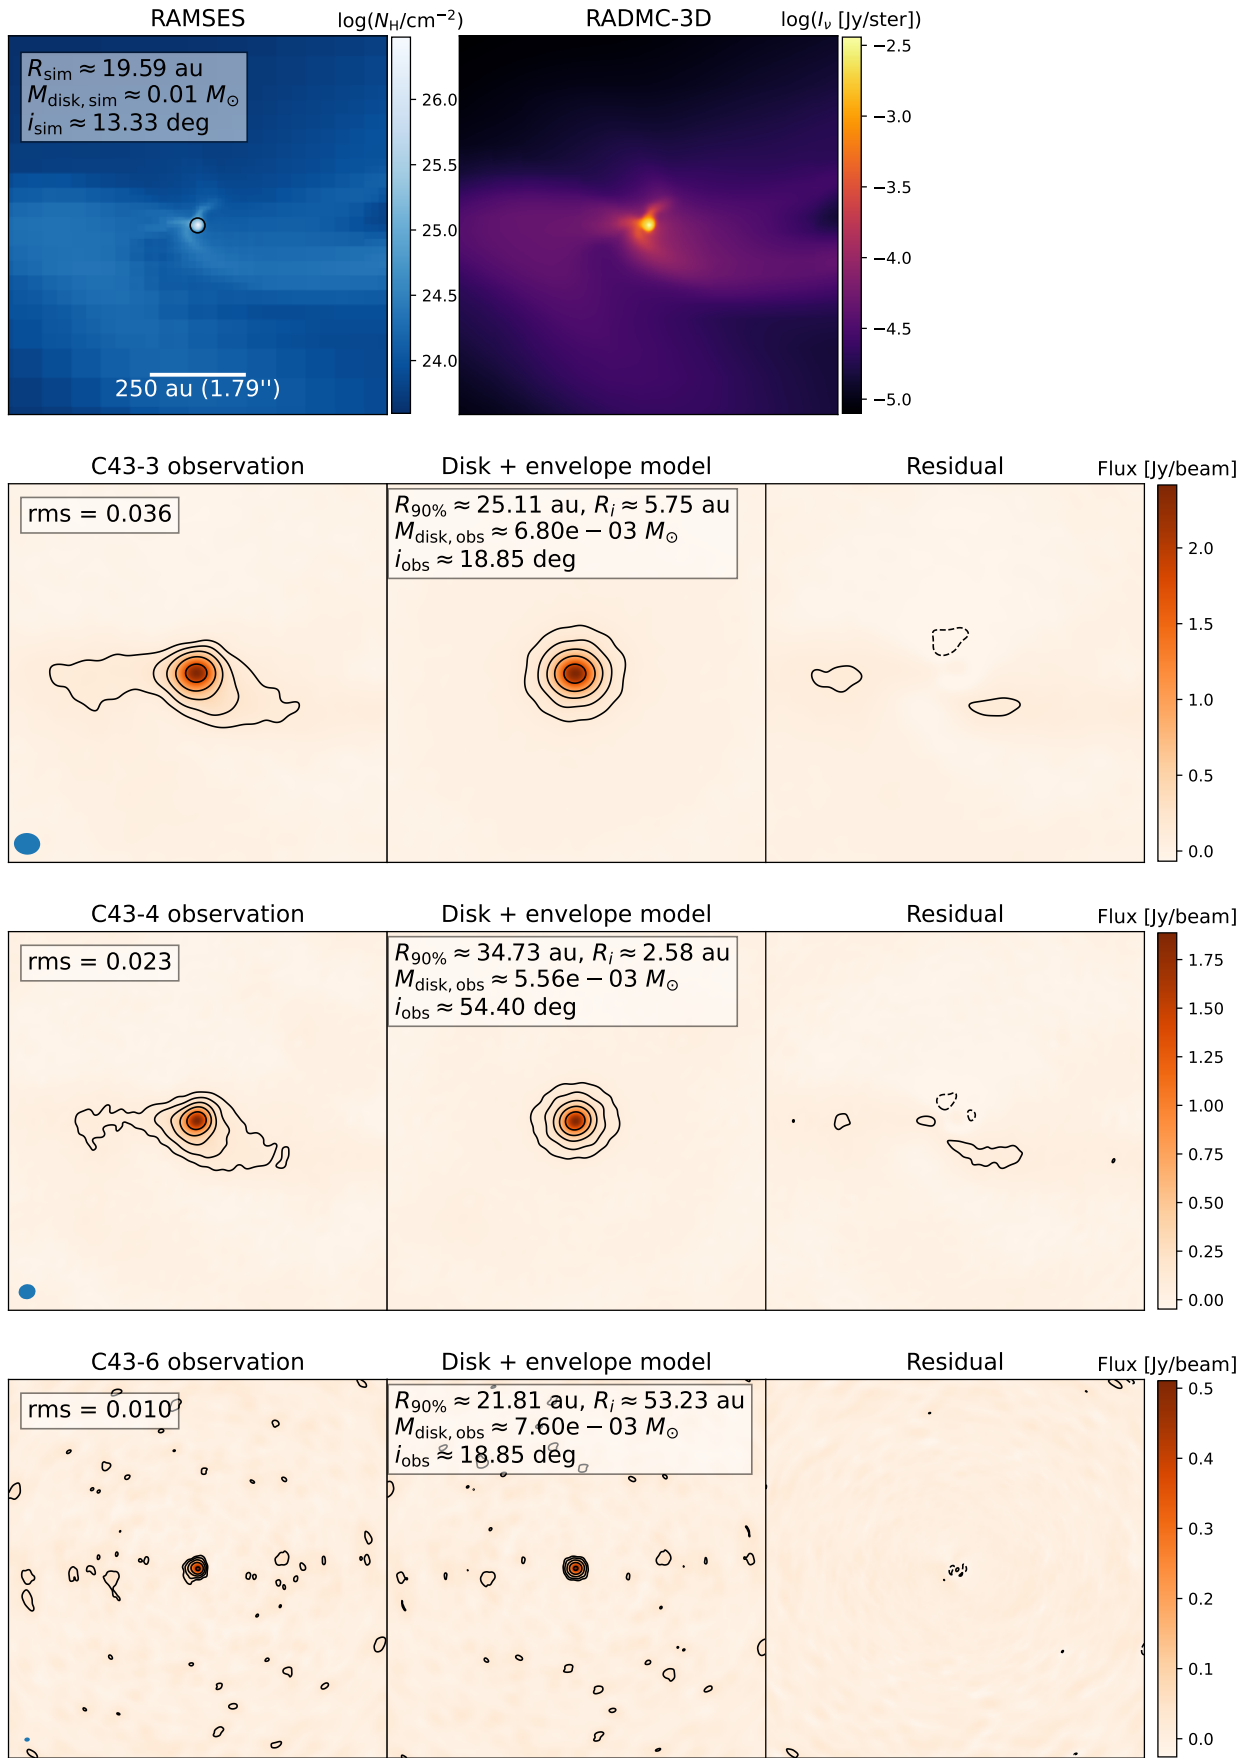 RAMSES
log(N_H/cm⁻²)
RADMC-3D
log(I_ν [Jy/ster])
R_sim ≈ 19.59 au
M_disk, sim ≈ 0.01 M_⊙
i_sim ≈ 13.33 deg
250 au (1.79'')
26.0
25.5
25.0
24.5
24.0
−2.5
−3.0
−3.5
−4.0
−4.5
−5.0
C43-3 observation
Disk + envelope model
Residual
Flux [Jy/beam]
rms = 0.036
R_90% ≈ 25.11 au, R_i ≈ 5.75 au
M_disk, obs ≈ 6.80e − 03 M_⊙
i_obs ≈ 18.85 deg
2.0
1.5
1.0
0.5
0.0
C43-4 observation
Disk + envelope model
Residual
Flux [Jy/beam]
rms = 0.023
R_90% ≈ 34.73 au, R_i ≈ 2.58 au
M_disk, obs ≈ 5.56e − 03 M_⊙
i_obs ≈ 54.40 deg
1.75
1.50
1.25
1.00
0.75
0.50
0.25
0.00
C43-6 observation
Disk + envelope model
Residual
Flux [Jy/beam]
rms = 0.010
R_90% ≈ 21.81 au, R_i ≈ 53.23 au
M_disk, obs ≈ 7.60e − 03 M_⊙
i_obs ≈ 18.85 deg
0.5
0.4
0.3
0.2
0.1
0.0